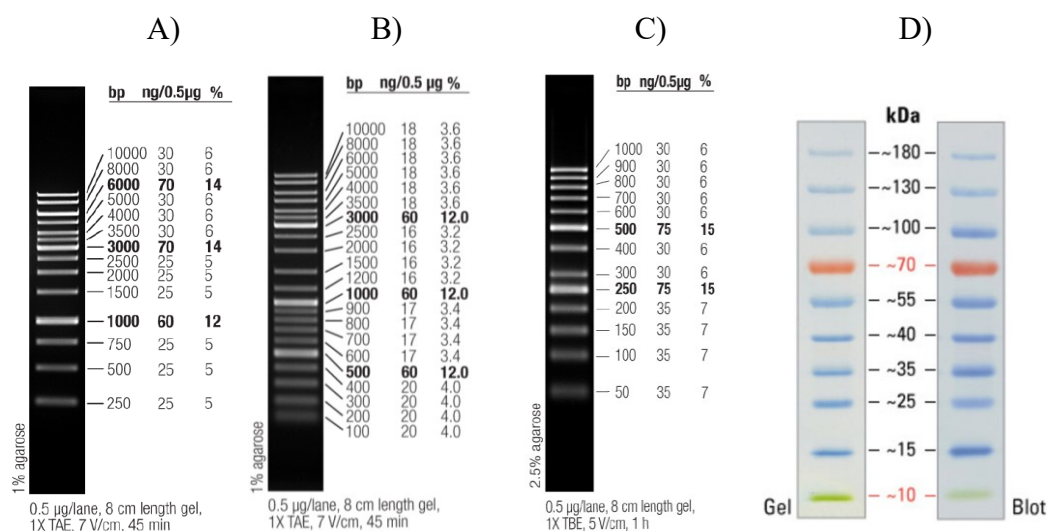 A)
bp ng/0.5µg %
10000 30 6
8000 30 6
6000 70 14
5000 30 6
4000 30 6
3500 30 6
3000 70 14
2500 25 5
2000 25 5
1500 25 5
1000 60 12
750 25 5
500 25 5
250 25 5
1% agarose
0.5 µg/lane, 8 cm length gel,
1X TAE, 7 V/cm, 45 min
B)
bp ng/0.5 µg %
10000 18 3.6
8000 18 3.6
6000 18 3.6
5000 18 3.6
4000 18 3.6
3500 18 3.6
3000 60 12.0
2500 16 3.2
2000 16 3.2
1500 16 3.2
1200 16 3.2
1000 60 12.0
900 17 3.4
800 17 3.4
700 17 3.4
600 17 3.4
500 60 12.0
400 20 4.0
300 20 4.0
200 20 4.0
100 20 4.0
1% agarose
0.5 µg/lane, 8 cm length gel,
1X TAE, 7 V/cm, 45 min
C)
bp ng/0.5 µg %
1000 30 6
900 30 6
800 30 6
700 30 6
600 30 6
500 75 15
400 30 6
300 30 6
250 75 15
200 35 7
150 35 7
100 35 7
50 35 7
2.5% agarose
0.5 µg/lane, 8 cm length gel,
1X TBE, 5 V/cm, 1 h
D)
kDa
~180
~130
~100
~70
~55
~40
~35
~25
~15
~10
Gel
Blot